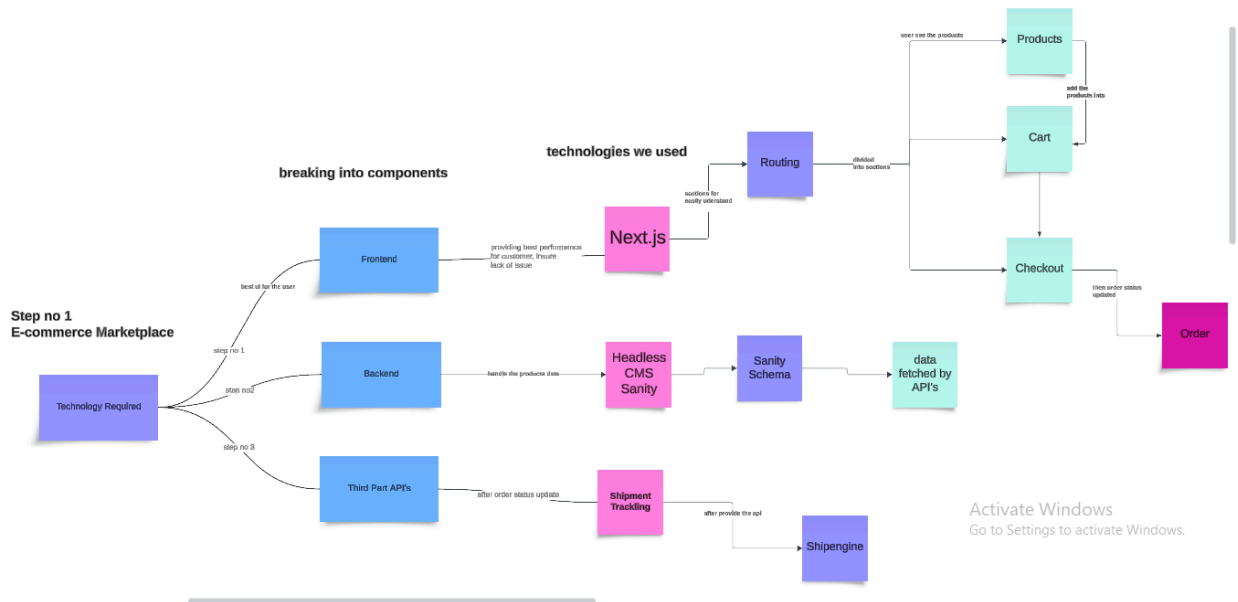 user see the products
Products
add the
products ints
technologies we used
Routing
divided
into sections
Cart
breaking into components
sections for
easily uderstand
Next.js
Frontend
providing best performence
for customer, insure
lack of issue
Checkout
best ui for the user
then order status
updated
Step no 1
E-commerce Marketplace
Order
step no 1
Backend
handle the products data
Headless
CMS
Sanity
Sanity
Schema
data
fetched by
API's
step no2
Technology Required
step no 3
Third Part API's
after order status update
Shipment
Trackling
after provide the api
Shipengine
Activate Windows
Go to Settings to activate Windows.